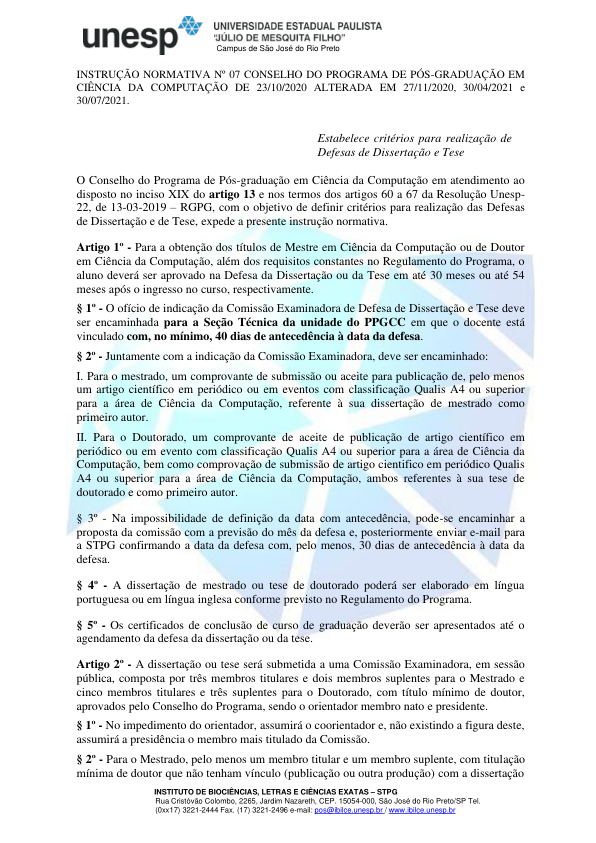 unesp
UNIVERSIDADE ESTADUAL PAULISTA
"JÚLIO DE MESQUITA FILHO"
Campus de São José do Rio Preto
INSTRUÇÃO NORMATIVA Nº 07 CONSELHO DO PROGRAMA DE PÓS-GRADUAÇÃO EM
CIÊNCIA DA COMPUTAÇÃO DE 23/10/2020 ALTERADA EM 27/11/2020, 30/04/2021 e
30/07/2021.
Estabelece critérios para realização de
Defesas de Dissertação e Tese
O Conselho do Programa de Pós-graduação em Ciência da Computação em atendimento ao
disposto no inciso XIX do artigo 13 e nos termos dos artigos 60 a 67 da Resolução Unesp-
22, de 13-03-2019 – RGPG, com o objetivo de definir critérios para realização das Defesas
de Dissertação e de Tese, expede a presente instrução normativa.
Artigo 1º - Para a obtenção dos títulos de Mestre em Ciência da Computação ou de Doutor
em Ciência da Computação, além dos requisitos constantes no Regulamento do Programa, o
aluno deverá ser aprovado na Defesa da Dissertação ou da Tese em até 30 meses ou até 54
meses após o ingresso no curso, respectivamente.
§ 1º - O ofício de indicação da Comissão Examinadora de Defesa de Dissertação e Tese deve
ser encaminhada para a Seção Técnica da unidade do PPGCC em que o docente está
vinculado com, no mínimo, 40 dias de antecedência à data da defesa.
§ 2º - Juntamente com a indicação da Comissão Examinadora, deve ser encaminhado:
I. Para o mestrado, um comprovante de submissão ou aceite para publicação de, pelo menos
um artigo científico em periódico ou em eventos com classificação Qualis A4 ou superior
para a área de Ciência da Computação, referente à sua dissertação de mestrado como
primeiro autor.
II. Para o Doutorado, um comprovante de aceite de publicação de artigo científico em
periódico ou em evento com classificação Qualis A4 ou superior para a área de Ciência da
Computação, bem como comprovação de submissão de artigo cientifico em periódico Qualis
A4 ou superior para a área de Ciência da Computação, ambos referentes à sua tese de
doutorado e como primeiro autor.
§ 3º - Na impossibilidade de definição da data com antecedência, pode-se encaminhar a
proposta da comissão com a previsão do mês da defesa e, posteriormente enviar e-mail para
a STPG confirmando a data da defesa com, pelo menos, 30 dias de antecedência à data da
defesa.
§ 4º - A dissertação de mestrado ou tese de doutorado poderá ser elaborado em língua
portuguesa ou em língua inglesa conforme previsto no Regulamento do Programa.
§ 5º - Os certificados de conclusão de curso de graduação deverão ser apresentados até o
agendamento da defesa da dissertação ou da tese.
Artigo 2º - A dissertação ou tese será submetida a uma Comissão Examinadora, em sessão
pública, composta por três membros titulares e dois membros suplentes para o Mestrado e
cinco membros titulares e três suplentes para o Doutorado, com título mínimo de doutor,
aprovados pelo Conselho do Programa, sendo o orientador membro nato e presidente.
§ 1º - No impedimento do orientador, assumirá o coorientador e, não existindo a figura deste,
assumirá a presidência o membro mais titulado da Comissão.
§ 2º - Para o Mestrado, pelo menos um membro titular e um membro suplente, com titulação
mínima de doutor que não tenham vínculo (publicação ou outra produção) com a dissertação
INSTITUTO DE BIOCIÊNCIAS, LETRAS E CIÊNCIAS EXATAS – STPG
Rua Cristóvão Colombo, 2265, Jardim Nazareth, CEP. 15054-000, São José do Rio Preto/SP Tel.
(0xx17) 3221-2444 Fax. (17) 3221-2496 e-mail: pos@ibilce.unesp.br / www.ibilce.unesp.br